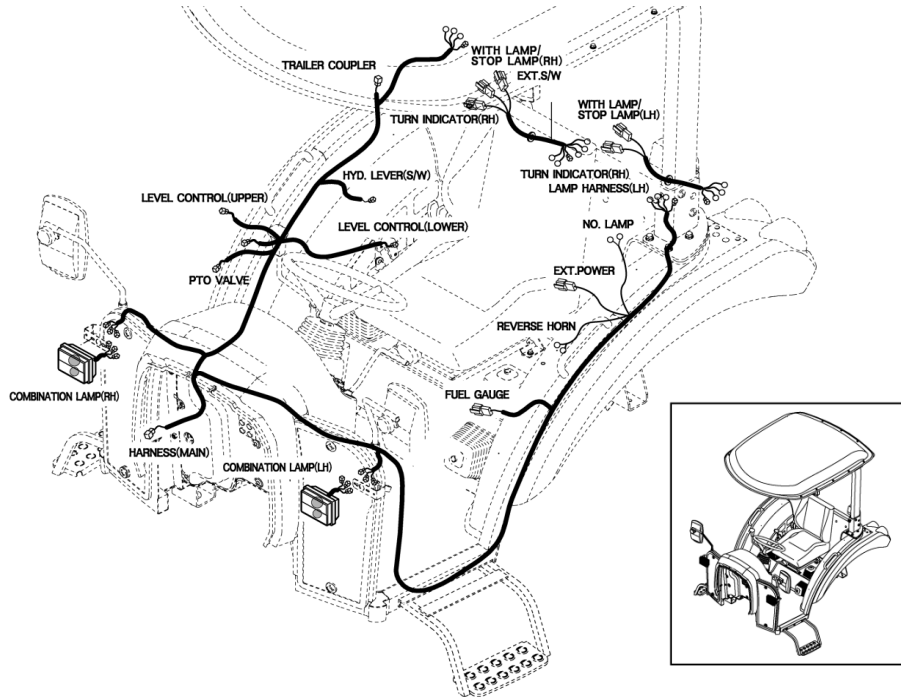 WITH LAMP/
STOP LAMP(RH)
TRAILER COUPLER
EXT.S/W
WITH LAMP/
STOP LAMP(LH)
TURN INDICATOR(RH)
HYD. LEVER(S/W)
TURN INDICATOR(RH)
LAMP HARNESS(LH)
LEVEL CONTROL(UPPER)
LEVEL CONTROL(LOWER)
NO. LAMP
PTO VALVE
EXT.POWER
REVERSE HORN
COMBINATION LAMP(RH)
FUEL GAUGE
HARNESS(MAIN)
COMBINATION LAMP(LH)